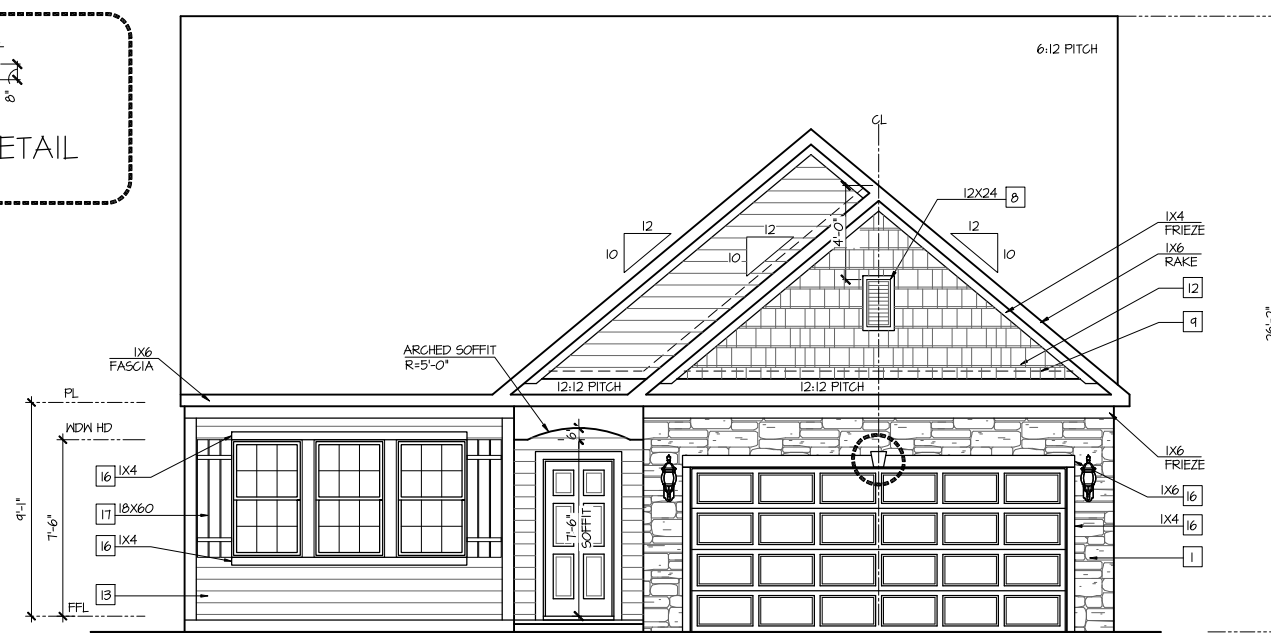 8"
ETAIL
6:12 PITCH
CL
12X24 8
12
10
12
10
12
10
4'-0"
1X4
FRIEZE
1X6
RAKE
12
9
1X6
FASCIA
ARCHED SOFFIT
R=5'-0"
12:12 PITCH
12:12 PITCH
PL
WDW HD
6"
16 1X4
17 18X60
16 1X4
13
FFL
9'-1"
7'-6"
7'-6"
SOFFIT
1X6
FRIEZE
1X6 16
1X4 16
1